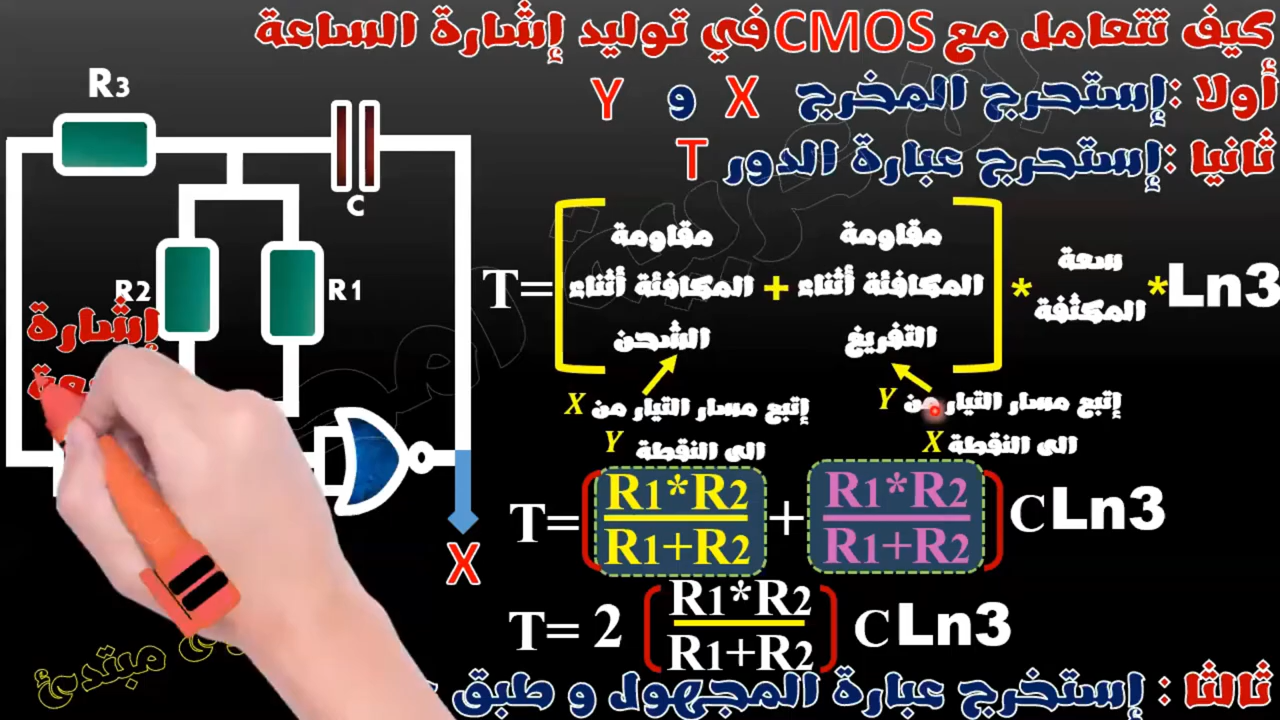 كيف تتعامل مع CMOS في توليد إشارة الساعة
أولا : إستحرج المخرج X و Y
ثانيا : إستحرج عبارة الدور T
R3
C
R2
R1
إشارة
T=
مقاومة المكافئة أثناء الشحن
+
مقاومة المكافئة أثناء التفريغ
*
سعة المكثفة
*Ln3
إتبع مسار التيار من X
الى النقطة Y
إتبع مسار التيار من Y
الى النقطة X
T= (R1*R2 / R1+R2 + R1*R2 / R1+R2) CLn3
X
T= 2 (R1*R2 / R1+R2) CLn3
مبتدئ
ثالثا : إستخرج عبارة المجهول و طبق